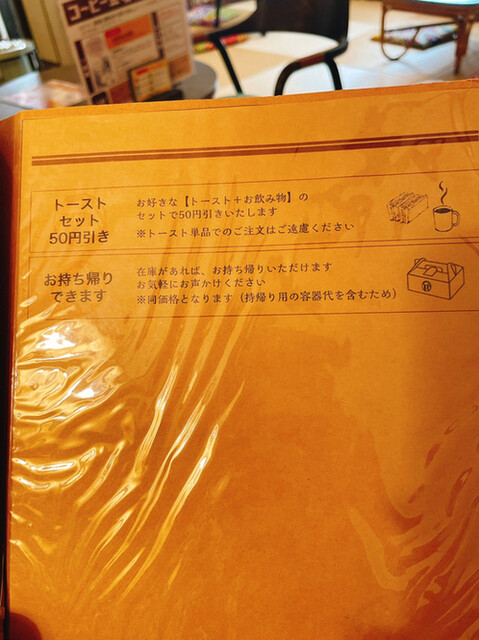 コーヒー
トースト
セット
50円引き
お好きな【トースト＋お飲み物】の
セットで50円引きいたします
※トースト単品でのご注文はご遠慮ください
お持ち帰り
できます
在庫があれば、お持ち帰りいただけます
お気軽にお声かけください
※同価格となります（持帰り用の容器代を含むため）